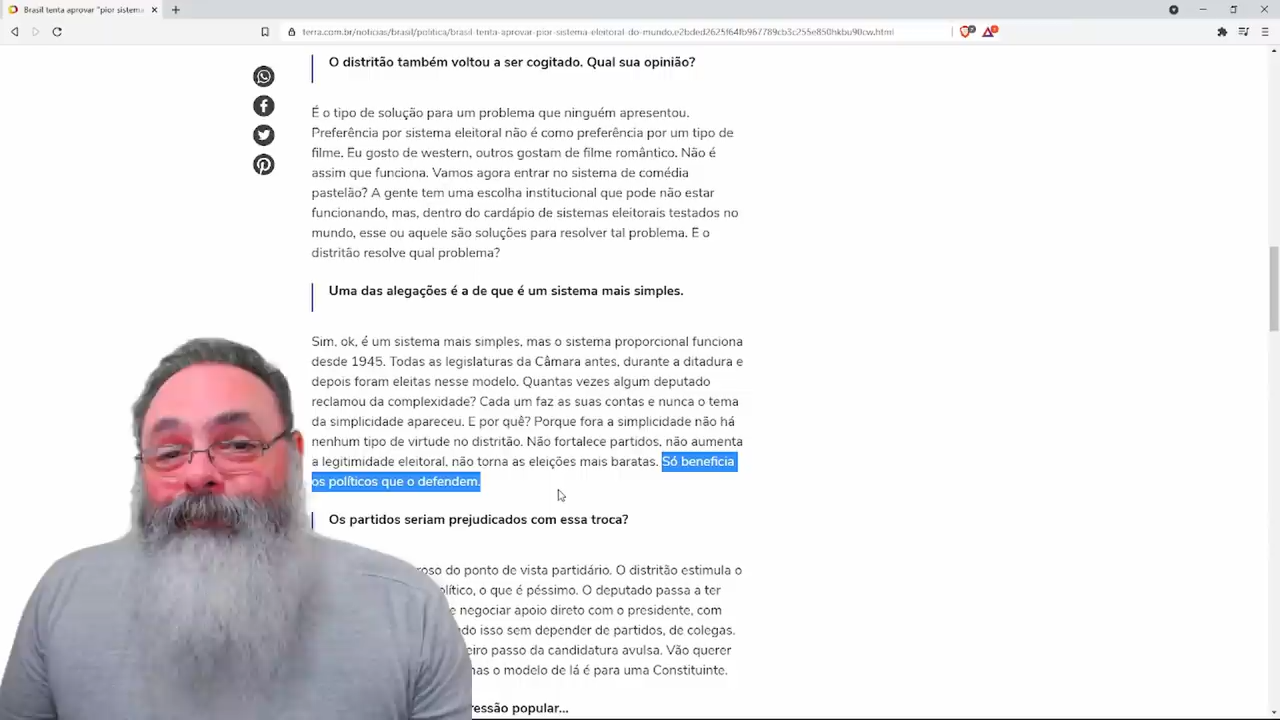 Brasil tenta aprovar "pior sistema
terra.com.br/noticias/brasil/politica/brasil-tenta-aprovar-pior-sistema-eleitoral-do-mundo,e2bded2625f64fb967789cb3c255e850hkbu90cw.html
O distritão também voltou a ser cogitado. Qual sua opinião?
É o tipo de solução para um problema que ninguém apresentou.
Preferência por sistema eleitoral não é como preferência por um tipo de
filme. Eu gosto de western, outros gostam de filme romântico. Não é
assim que funciona. Vamos agora entrar no sistema de comédia
pastelão? A gente tem uma escolha institucional que pode não estar
funcionando, mas, dentro do cardápio de sistemas eleitorais testados no
mundo, esse ou aquele são soluções para resolver tal problema. E o
distritão resolve qual problema?
Uma das alegações é a de que é um sistema mais simples.
Sim, ok, é um sistema mais simples, mas o sistema proporcional funciona
desde 1945. Todas as legislaturas da Câmara antes, durante a ditadura e
depois foram eleitas nesse modelo. Quantas vezes algum deputado
reclamou da complexidade? Cada um faz as suas contas e nunca o tema
da simplicidade apareceu. E por quê? Porque fora a simplicidade não há
nenhum tipo de virtude no distritão. Não fortalece partidos, não aumenta
a legitimidade eleitoral, não torna as eleições mais baratas. Só beneficia
os políticos que o defendem.
Os partidos seriam prejudicados com essa troca?
do ponto de vista partidário. O distritão estimula o
o que é péssimo. O deputado passa a ter
e negociar apoio direto com o presidente, com
isso sem depender de partidos, de colegas.
passo da candidatura avulsa. Vão querer
o modelo de lá é para uma Constituinte.
popular...